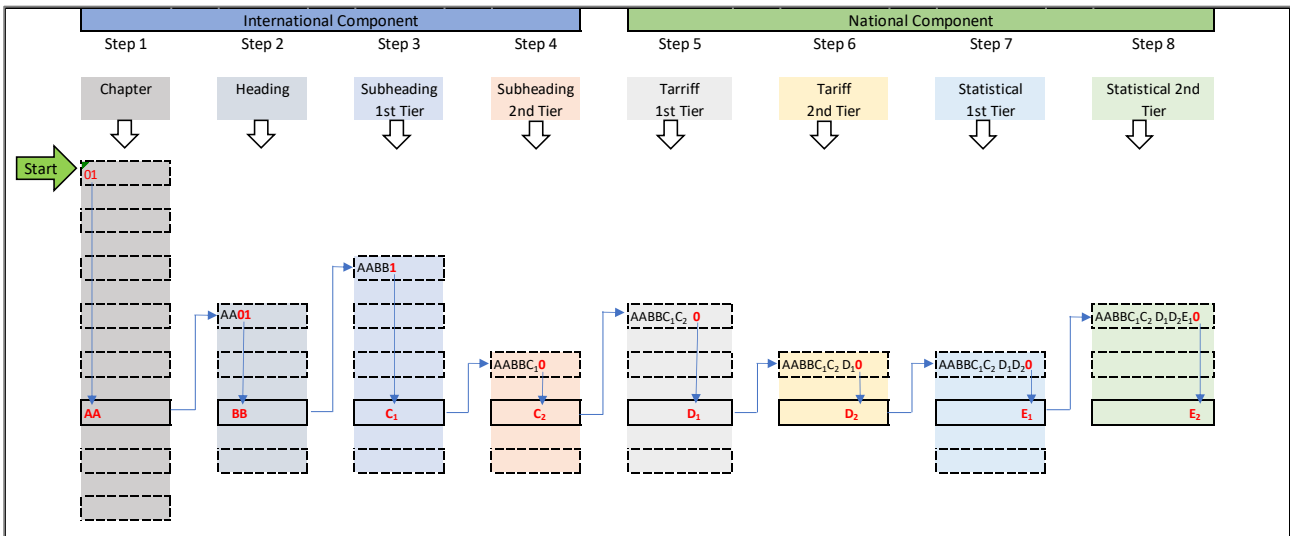 International Component
National Component
Step 1
Step 2
Step 3
Step 4
Step 5
Step 6
Step 7
Step 8
Chapter
Heading
Subheading
1st Tier
Subheading
2nd Tier
Tarriff
1st Tier
Tariff
2nd Tier
Statistical
1st Tier
Statistical 2nd
Tier
Start
01
AABB1
AA01
AABBC₁C₂ 0
AABBC₁C₂ D₁D₂E₁0
AABBC₁0
AABBC₁C₂ D₁0
AABBC₁C₂ D₁D₂0
AA
BB
C₁
C₂
D₁
D₂
E₁
E₂